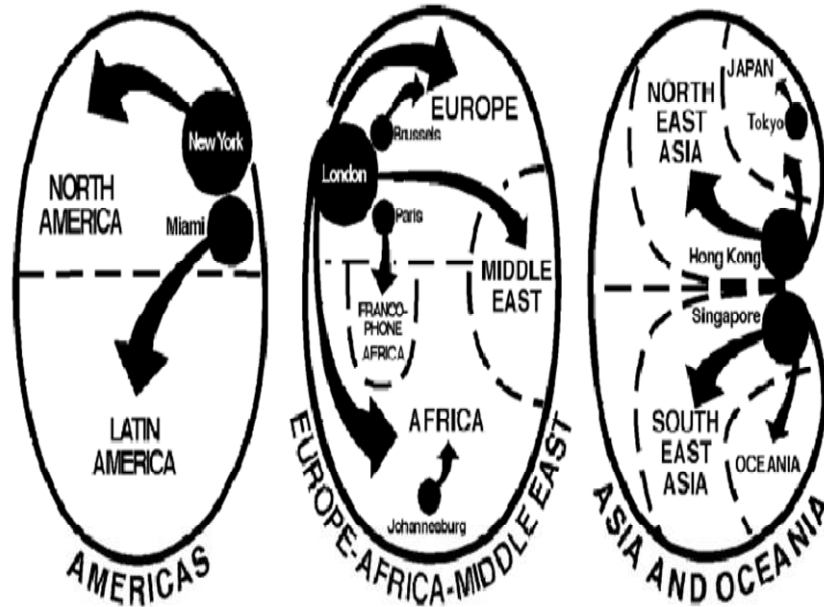 New York
NORTH
AMERICA
Miami
LATIN
AMERICA
AMERICAS
EUROPE
Brussels
London
Paris
MIDDLE
EAST
FRANCO-
PHONE
AFRICA
AFRICA
Johannesburg
EUROPE-AFRICA-MIDDLE EAST
JAPAN
NORTH
EAST
ASIA
Tokyo
Hong Kong
Singapore
SOUTH
EAST
ASIA
OCEANIA
ASIA AND OCEANIA